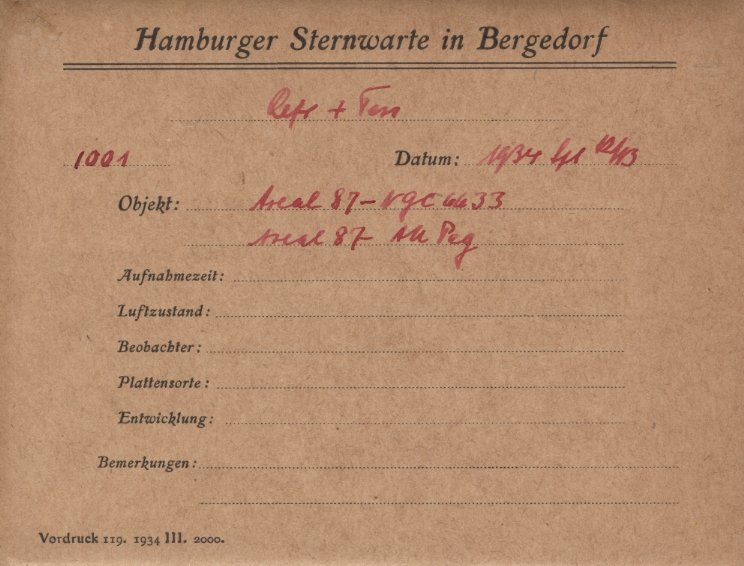 Hamburger Sternwarte in Bergedorf
Refr + Tess
1001 Datum: 1934 Spt 12/13
Objekt: Areal 87 – NGC 6633
Areal 87 – Peg
Aufnahmezeit:
Luftzustand:
Beobachter:
Plattensorte:
Entwicklung:
Bemerkungen:
Vordruck 119. 1934 III. 2000.